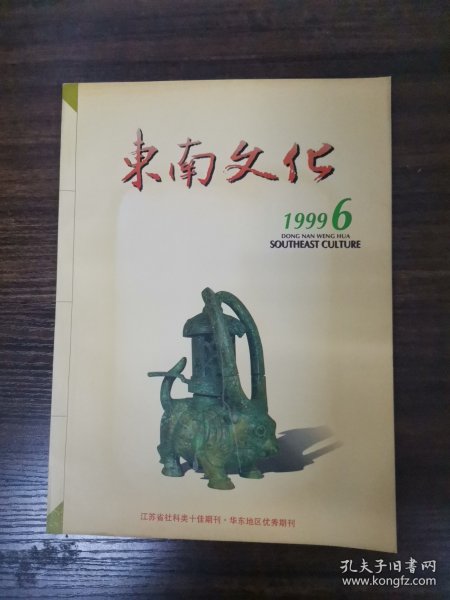 東南文化
1999 6
DONG NAN WENG HUA
SOUTHEAST CULTURE
江苏省社科类十佳期刊·华东地区优秀期刊
孔夫子旧书网
www.kongfz.com